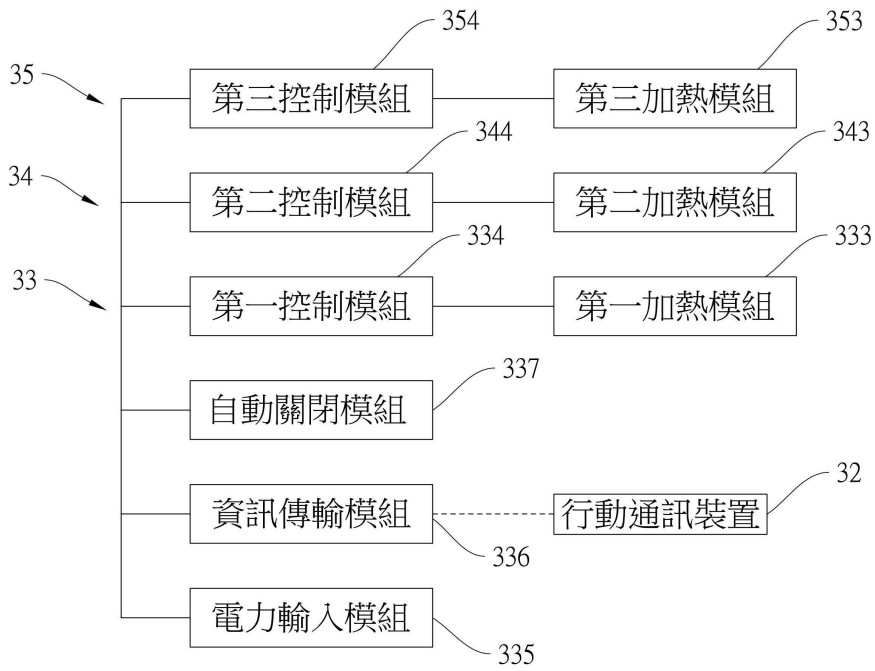 354
353
35
第三控制模組
第三加熱模組
344
343
34
第二控制模組
第二加熱模組
334
333
33
第一控制模組
第一加熱模組
337
自動關閉模組
32
資訊傳輸模組
行動通訊裝置
336
電力輸入模組
335